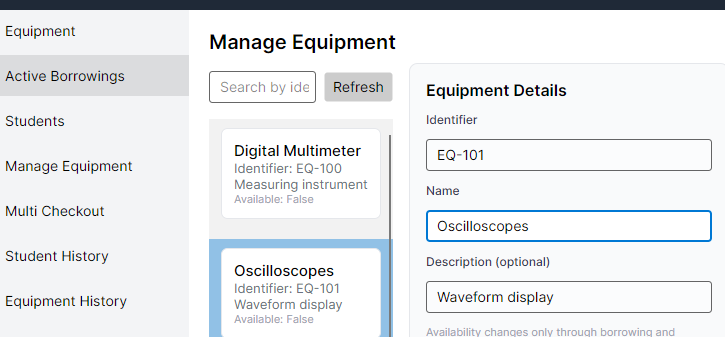 Equipment
Active Borrowings
Students
Manage Equipment
Multi Checkout
Student History
Equipment History
Manage Equipment
Search by ide
Refresh
Digital Multimeter
Identifier: EQ-100
Measuring instrument
Available: False
Oscilloscopes
Identifier: EQ-101
Waveform display
Available: False
Equipment Details
Identifier
EQ-101
Name
Oscilloscopes
Description (optional)
Waveform display
Availability changes only through borrowing and